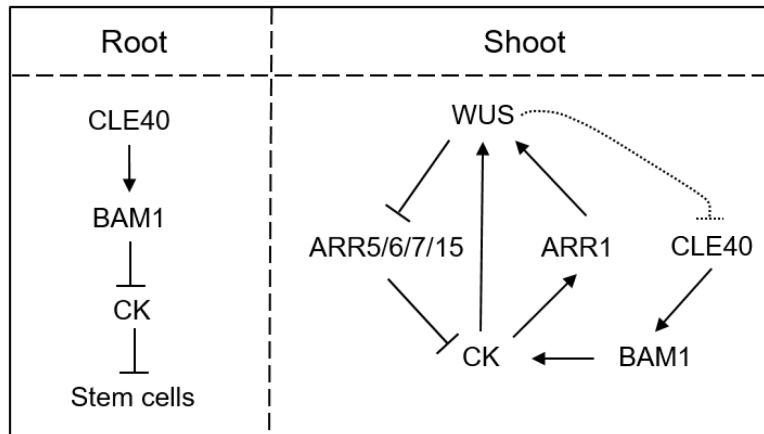 Root
Shoot
CLE40
BAM1
CK
Stem cells
WUS
ARR5/6/7/15
ARR1
CLE40
CK
BAM1